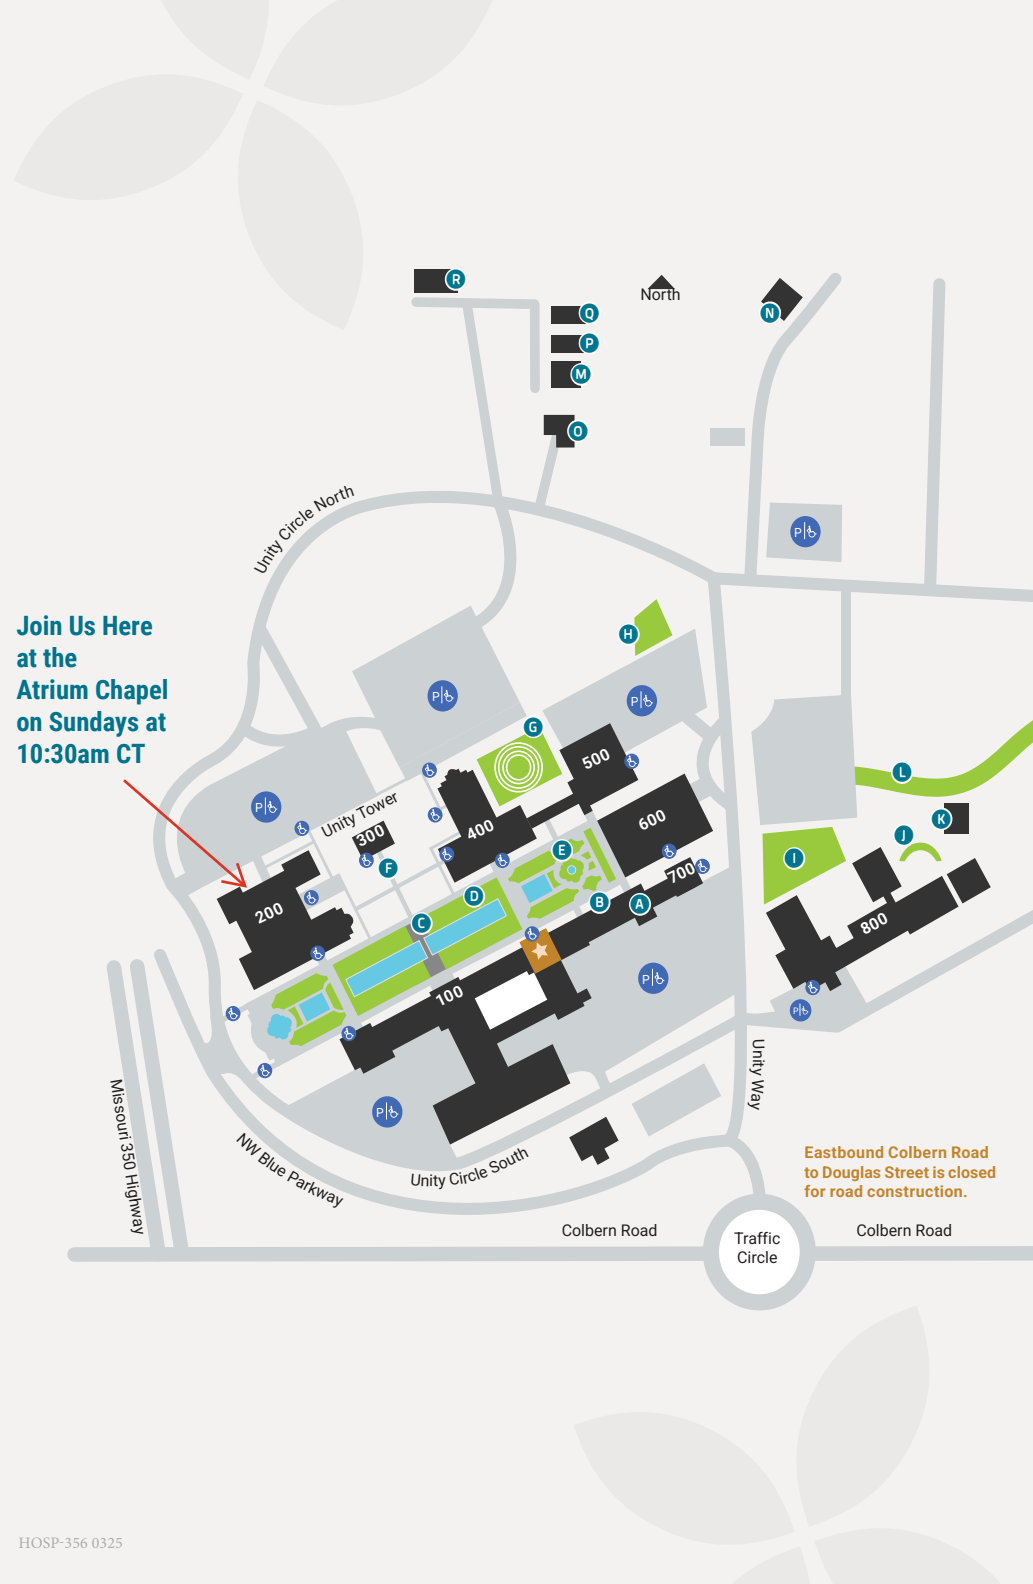 R
Q
P
M
O
North
N
Unity Circle North
P
Join Us Here
at the
Atrium Chapel
on Sundays at
10:30am CT
H
P
P
G
500
L
P
Unity Tower
300
400
600
K
J
I
E
F
700
D
B
A
200
C
800
100
P
P
P
Unity Way
Missouri 350 Highway
NW Blue Parkway
Unity Circle South
Eastbound Colbern Road
to Douglas Street is closed
for road construction.
Colbern Road
Traffic
Circle
Colbern Road
HOSP-356 0325